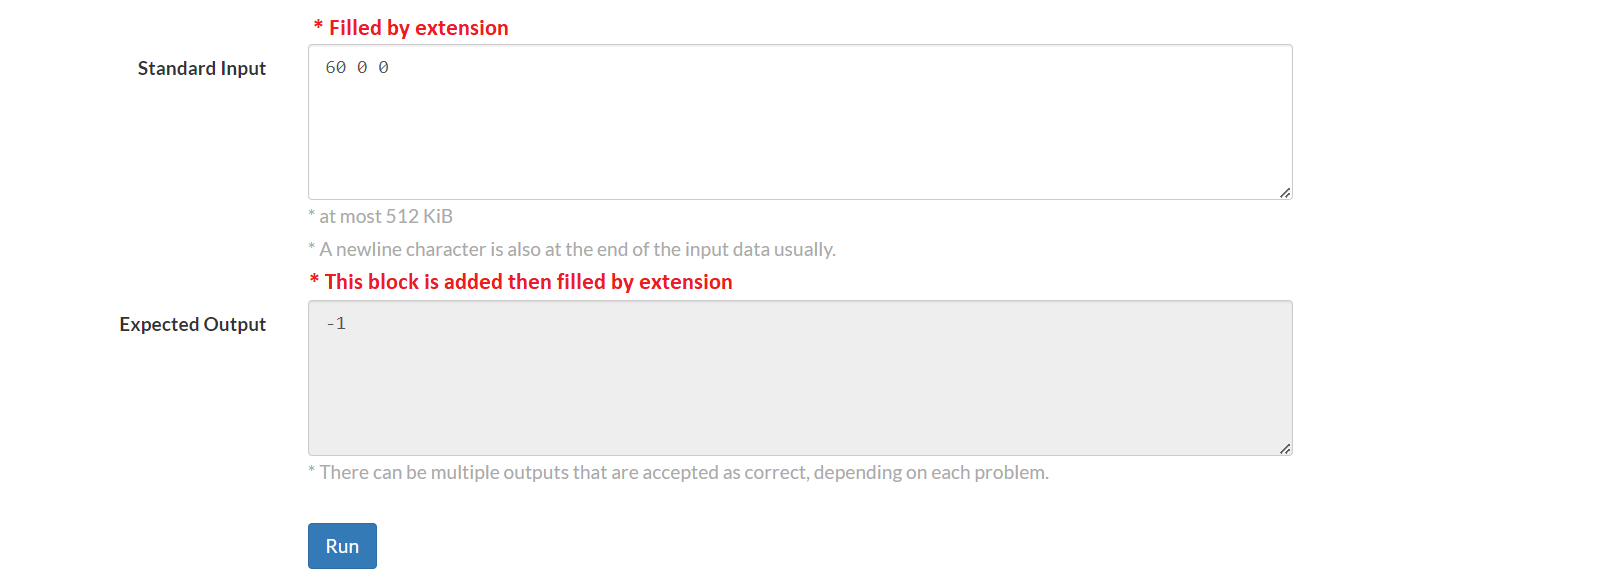 * Filled by extension
Standard Input
60 0 0
* at most 512 KiB
* A newline character is also at the end of the input data usually.
* This block is added then filled by extension
Expected Output
-1
* There can be multiple outputs that are accepted as correct, depending on each problem.
Run